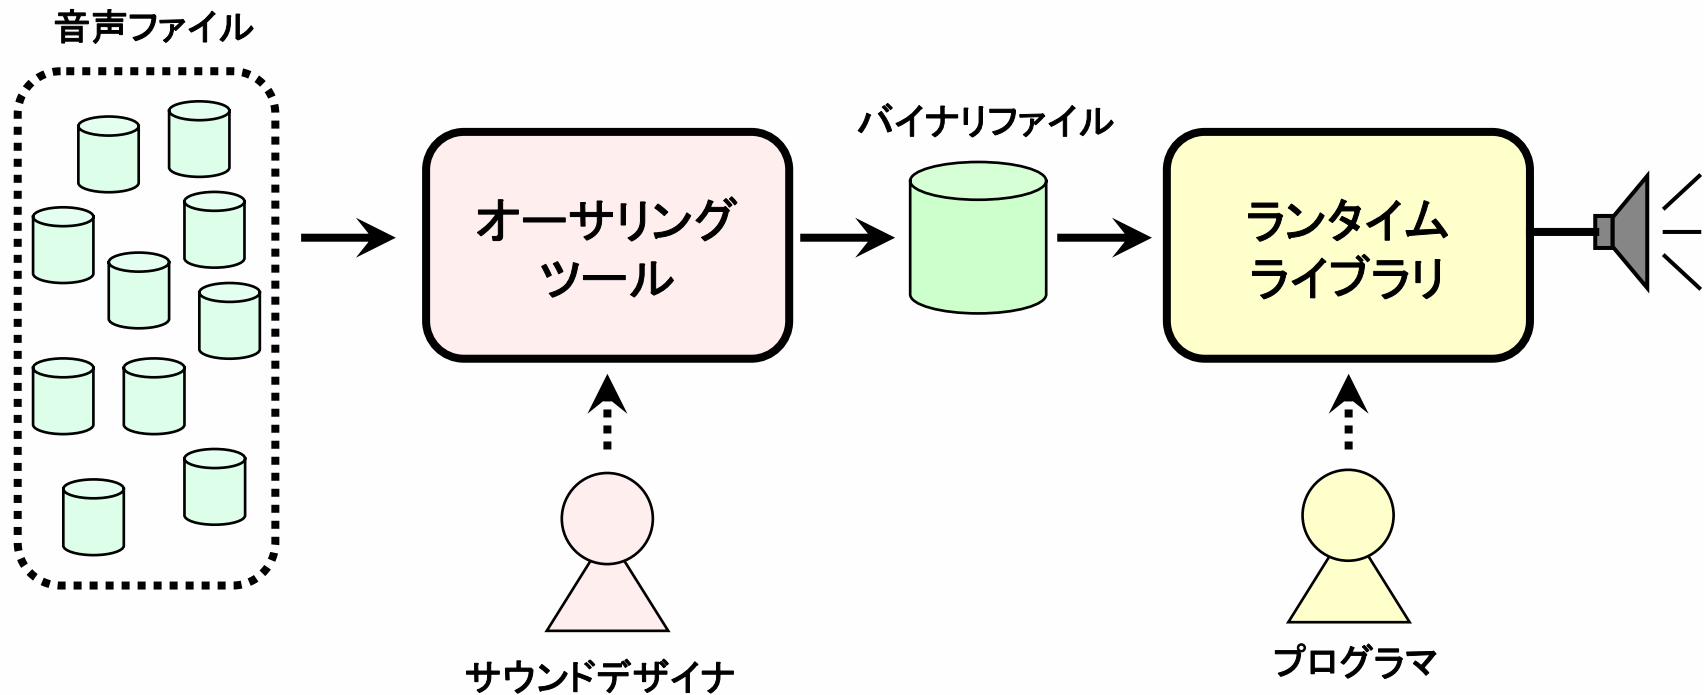 音声ファイル
オーサリング
ツール
バイナリファイル
ランタイム
ライブラリ
サウンドデザイナ
プログラマ